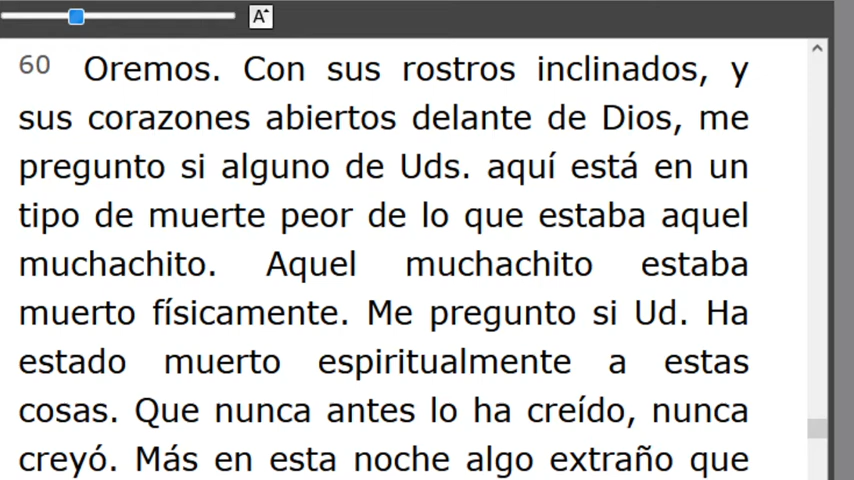 A
60 Oremos. Con sus rostros inclinados, y
sus corazones abiertos delante de Dios, me
pregunto si alguno de Uds. aquí está en un
tipo de muerte peor de lo que estaba aquel
muchachito. Aquel muchachito estaba
muerto físicamente. Me pregunto si Ud. Ha
estado muerto espiritualmente a estas
cosas. Que nunca antes lo ha creído, nunca
creyó. Más en esta noche algo extraño que